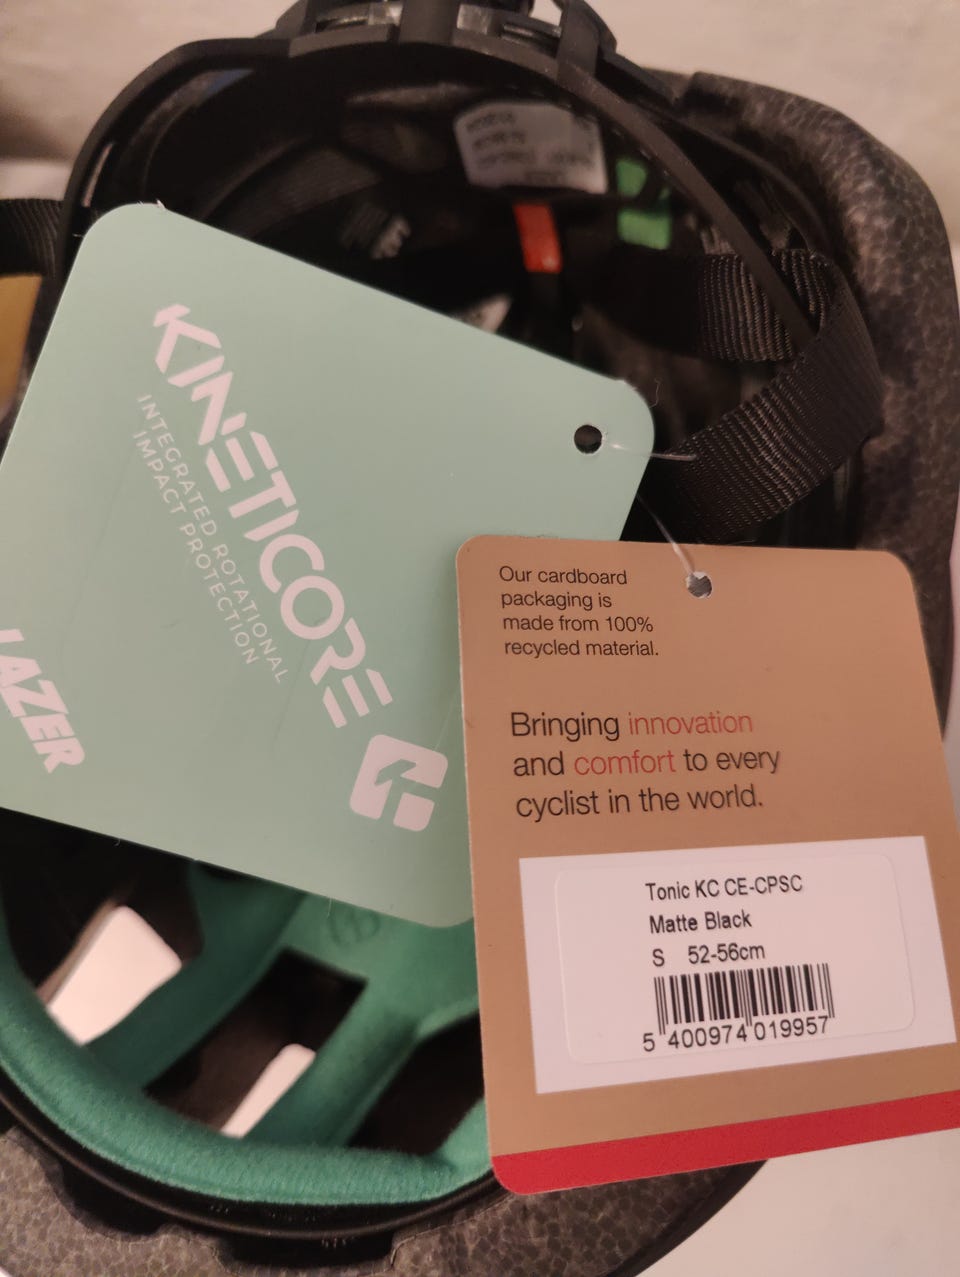 KINETICORE
INTEGRATED ROTATIONAL
IMPACT PROTECTION
LAZER
Our cardboard
packaging is
made from 100%
recycled material.
Bringing innovation
and comfort to every
cyclist in the world.
Tonic KC CE-CPSC
Matte Black
S 52-56cm
5 400974 019957